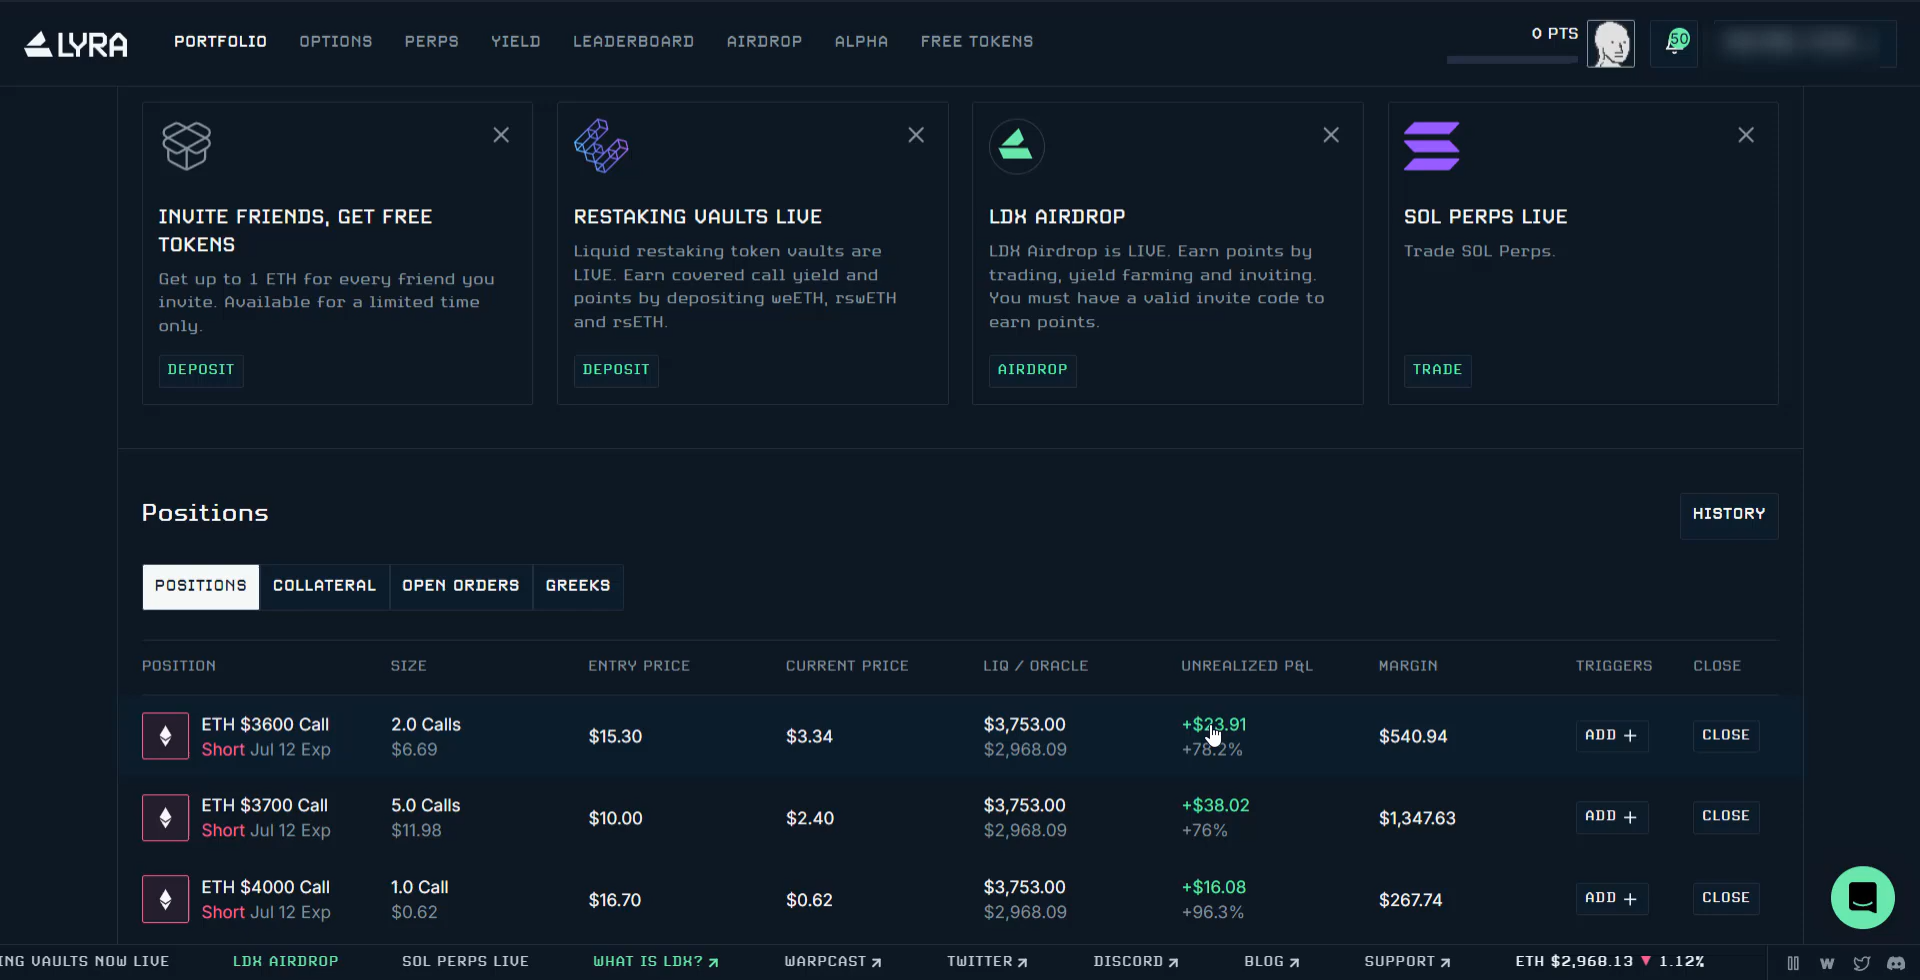 LYRA
PORTFOLIO OPTIONS PERPS YIELD LEADERBOARD AIRDROP ALPHA FREE TOKENS
0 PTS
50
INVITE FRIENDS, GET FREE
TOKENS
Get up to 1 ETH for every friend you
invite. Available for a limited time
only.
DEPOSIT
RESTAKING VAULTS LIVE
Liquid restaking token vaults are
LIVE. Earn covered call yield and
points by depositing weETH, rswETH
and rsETH.
DEPOSIT
LDX AIRDROP
LDX Airdrop is LIVE. Earn points by
trading, yield farming and inviting.
You must have a valid invite code to
earn points.
AIRDROP
SOL PERPS LIVE
Trade SOL Perps.
TRADE
Positions
HISTORY
POSITIONS COLLATERAL OPEN ORDERS GREEKS
POSITION SIZE ENTRY PRICE CURRENT PRICE LIQ / ORACLE UNREALIZED P&L MARGIN TRIGGERS CLOSE
ETH $3600 Call 2.0 Calls $15.30 $3.34 $3,753.00 +$23.91 $540.94 ADD + CLOSE
Short Jul 12 Exp $6.69 $2,968.09 +78.2%
ETH $3700 Call 5.0 Calls $10.00 $2.40 $3,753.00 +$38.02 $1,347.63 ADD + CLOSE
Short Jul 12 Exp $11.98 $2,968.09 +76%
ETH $4000 Call 1.0 Call $16.70 $0.62 $3,753.00 +$16.08 $267.74 ADD + CLOSE
Short Jul 12 Exp $0.62 $2,968.09 +96.3%
ING VAULTS NOW LIVE LDX AIRDROP SOL PERPS LIVE WHAT IS LDX? WARPCAST TWITTER DISCORD BLOG SUPPORT ETH $2,968.13 ▼ 1.12% W